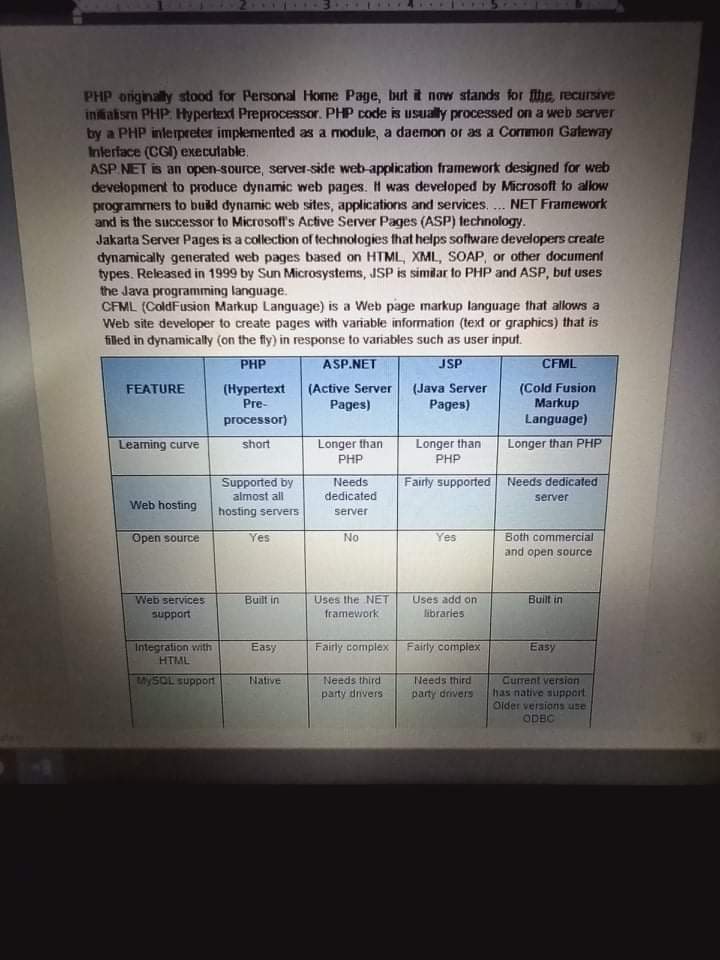 PHP originally stood for Personal Home Page, but it now stands for fthe recursive
initialism PHP: Hypertext Preprocessor. PHP code is usually processed on a web server
by a PHP interpreter implemented as a module, a daemon or as a Common Gateway
Interface (CGI) executable.
ASP.NET is an open-source, server-side web-application framework designed for web
development to produce dynamic web pages. It was developed by Microsoft to allow
programmers to build dynamic web sites, applications and services. ... NET Framework
and is the successor to Microsoft's Active Server Pages (ASP) technology.
Jakarta Server Pages is a collection of technologies that helps software developers create
dynamically generated web pages based on HTML, XML, SOAP, or other document
types. Released in 1999 by Sun Microsystems, JSP is similar to PHP and ASP, but uses
the Java programming language.
CFML (ColdFusion Markup Language) is a Web page markup language that allows a
Web site developer to create pages with variable information (text or graphics) that is
filled in dynamically (on the fly) in response to variables such as user input.
PHP ASP.NET JSP CFML
FEATURE (Hypertext (Active Server (Java Server (Cold Fusion
Pre- Pages) Pages) Markup
processor) Language)
Learning curve short Longer than Longer than Longer than PHP
PHP PHP
Supported by Needs Fairly supported Needs dedicated
almost all dedicated server
Web hosting hosting servers server
Open source Yes No Yes Both commercial
and open source
Web services Built in Uses the .NET Uses add on Built in
support framework libraries
Integration with Easy Fairly complex Fairly complex Easy
HTML
MySQL support Native Needs third Needs third Current version
party drivers party drivers has native support.
Older versions use
ODBC